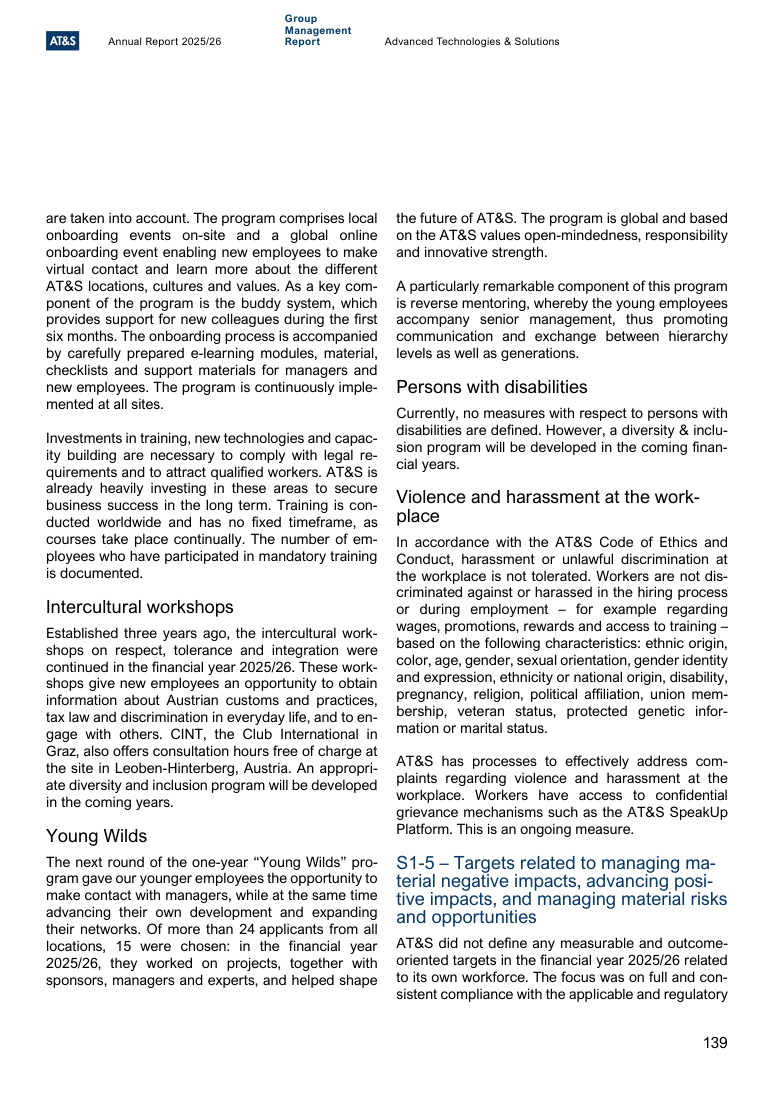 AT&S
Annual Report 2025/26
Group
Management
Report
Advanced Technologies & Solutions
are taken into account. The program comprises local
onboarding events on-site and a global online
onboarding event enabling new employees to make
virtual contact and learn more about the different
AT&S locations, cultures and values. As a key com-
ponent of the program is the buddy system, which
provides support for new colleagues during the first
six months. The onboarding process is accompanied
by carefully prepared e-learning modules, material,
checklists and support materials for managers and
new employees. The program is continuously imple-
mented at all sites.
Investments in training, new technologies and capac-
ity building are necessary to comply with legal re-
quirements and to attract qualified workers. AT&S is
already heavily investing in these areas to secure
business success in the long term. Training is con-
ducted worldwide and has no fixed timeframe, as
courses take place continually. The number of em-
ployees who have participated in mandatory training
is documented.
Intercultural workshops
Established three years ago, the intercultural work-
shops on respect, tolerance and integration were
continued in the financial year 2025/26. These work-
shops give new employees an opportunity to obtain
information about Austrian customs and practices,
tax law and discrimination in everyday life, and to en-
gage with others. CINT, the Club International in
Graz, also offers consultation hours free of charge at
the site in Leoben-Hinterberg, Austria. An appropri-
ate diversity and inclusion program will be developed
in the coming years.
Young Wilds
The next round of the one-year “Young Wilds” pro-
gram gave our younger employees the opportunity to
make contact with managers, while at the same time
advancing their own development and expanding
their networks. Of more than 24 applicants from all
locations, 15 were chosen: in the financial year
2025/26, they worked on projects, together with
sponsors, managers and experts, and helped shape
the future of AT&S. The program is global and based
on the AT&S values open-mindedness, responsibility
and innovative strength.
A particularly remarkable component of this program
is reverse mentoring, whereby the young employees
accompany senior management, thus promoting
communication and exchange between hierarchy
levels as well as generations.
Persons with disabilities
Currently, no measures with respect to persons with
disabilities are defined. However, a diversity & inclu-
sion program will be developed in the coming finan-
cial years.
Violence and harassment at the work-
place
In accordance with the AT&S Code of Ethics and
Conduct, harassment or unlawful discrimination at
the workplace is not tolerated. Workers are not dis-
criminated against or harassed in the hiring process
or during employment – for example regarding
wages, promotions, rewards and access to training –
based on the following characteristics: ethnic origin,
color, age, gender, sexual orientation, gender identity
and expression, ethnicity or national origin, disability,
pregnancy, religion, political affiliation, union mem-
bership, veteran status, protected genetic infor-
mation or marital status.
AT&S has processes to effectively address com-
plaints regarding violence and harassment at the
workplace. Workers have access to confidential
grievance mechanisms such as the AT&S SpeakUp
Platform. This is an ongoing measure.
S1-5 – Targets related to managing ma-
terial negative impacts, advancing posi-
tive impacts, and managing material risks
and opportunities
AT&S did not define any measurable and outcome-
oriented targets in the financial year 2025/26 related
to its own workforce. The focus was on full and con-
sistent compliance with the applicable and regulatory
139